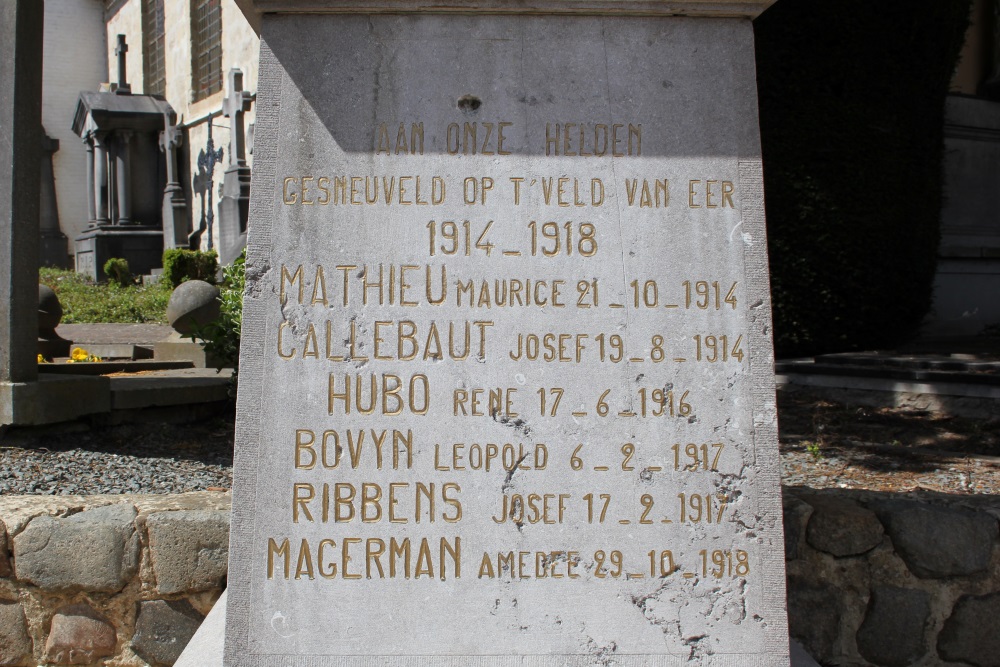 AAN ONZE HELDEN
GESNEUVELD OP T'VELD VAN EER
1914_1918
MATHIEU MAURICE 21_10_1914
CALLEBAUT JOSEF 19_8_1914
HUBO RENE 17_6_1916
BOVYN LEOPOLD 6_2_1917
RIBBENS JOSEF 17_2_1917
MAGERMAN AMEDEE 29_10_1918